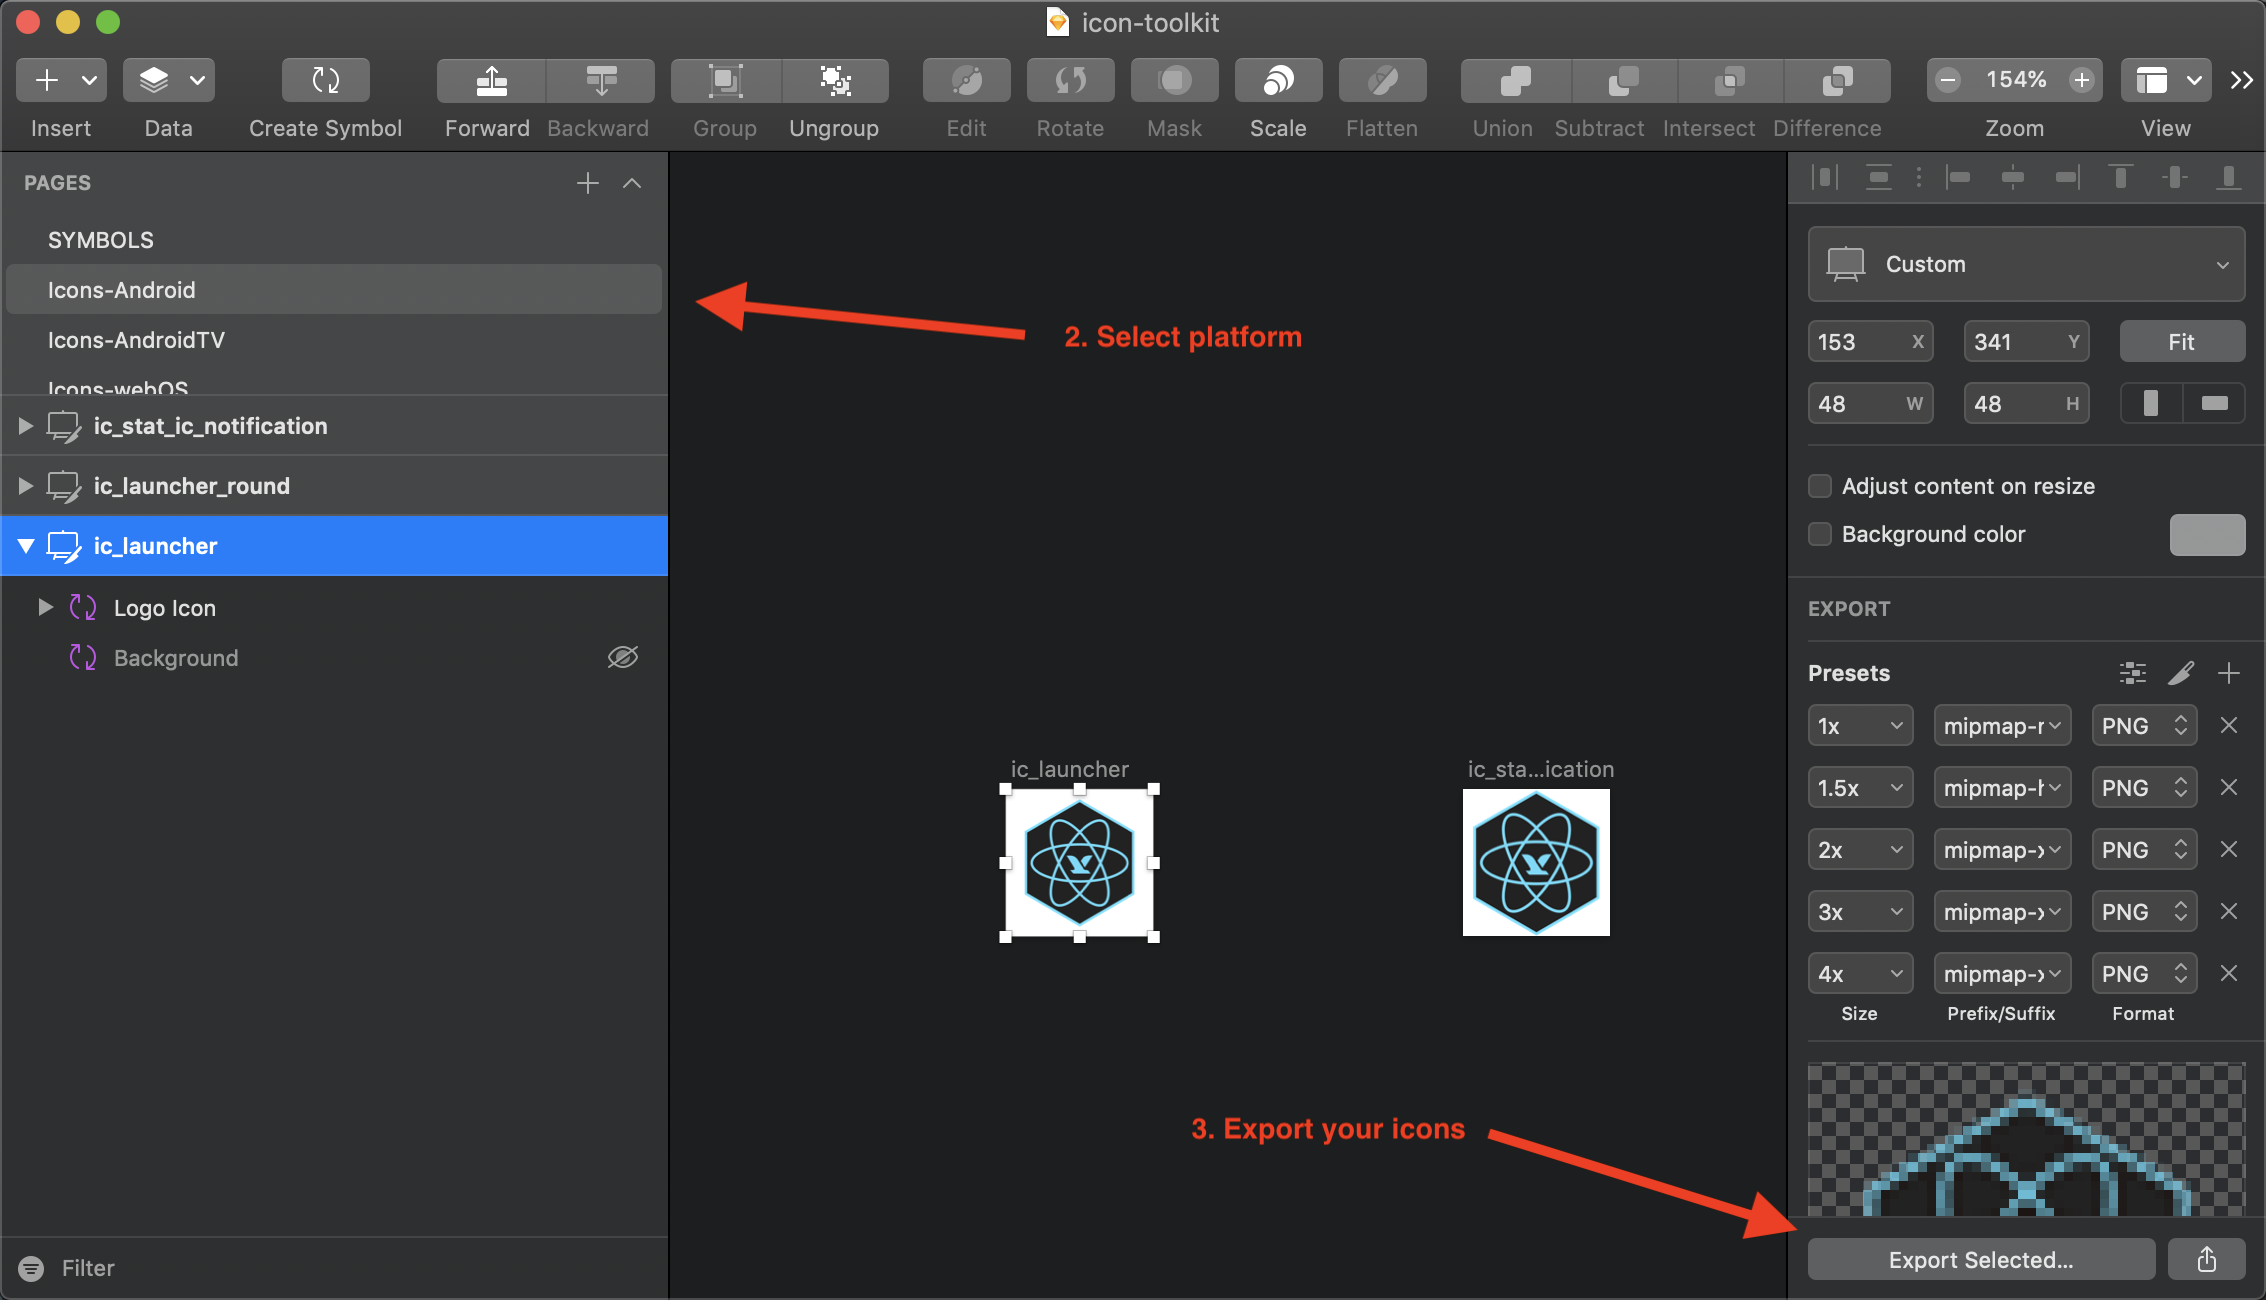 icon-toolkit
154%
Insert Data Create Symbol Forward Backward Group Ungroup Edit Rotate Mask Scale Flatten Union Subtract Intersect Difference Zoom View
PAGES
SYMBOLS
Icons-Android
Icons-AndroidTV
Icons-webOS
ic_stat_ic_notification
ic_launcher_round
ic_launcher
Logo Icon
Background
Filter
2. Select platform
ic_launcher
ic_sta...ication
3. Export your icons
Custom
153 X 341 Y Fit
48 W 48 H
Adjust content on resize
Background color
EXPORT
Presets
1x mipmap-r PNG
1.5x mipmap-h PNG
2x mipmap-x PNG
3x mipmap-x PNG
4x mipmap-x PNG
Size Prefix/Suffix Format
Export Selected...